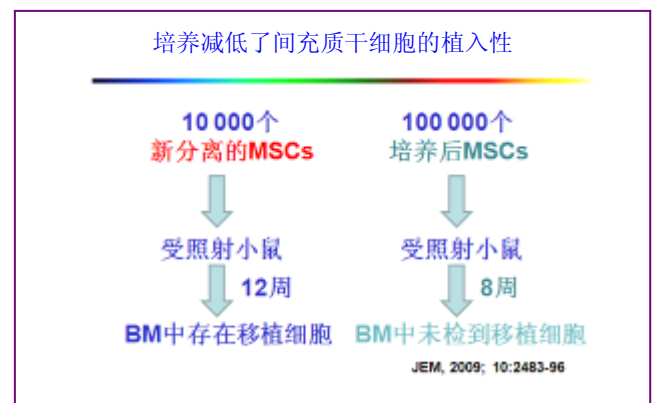 培养减低了间充质干细胞的植入性
10 000个
新分离的MSCs
受照射小鼠
12周
BM中存在移植细胞
100 000个
培养后MSCs
受照射小鼠
8周
BM中未检到移植细胞
JEM, 2009; 10:2483-96